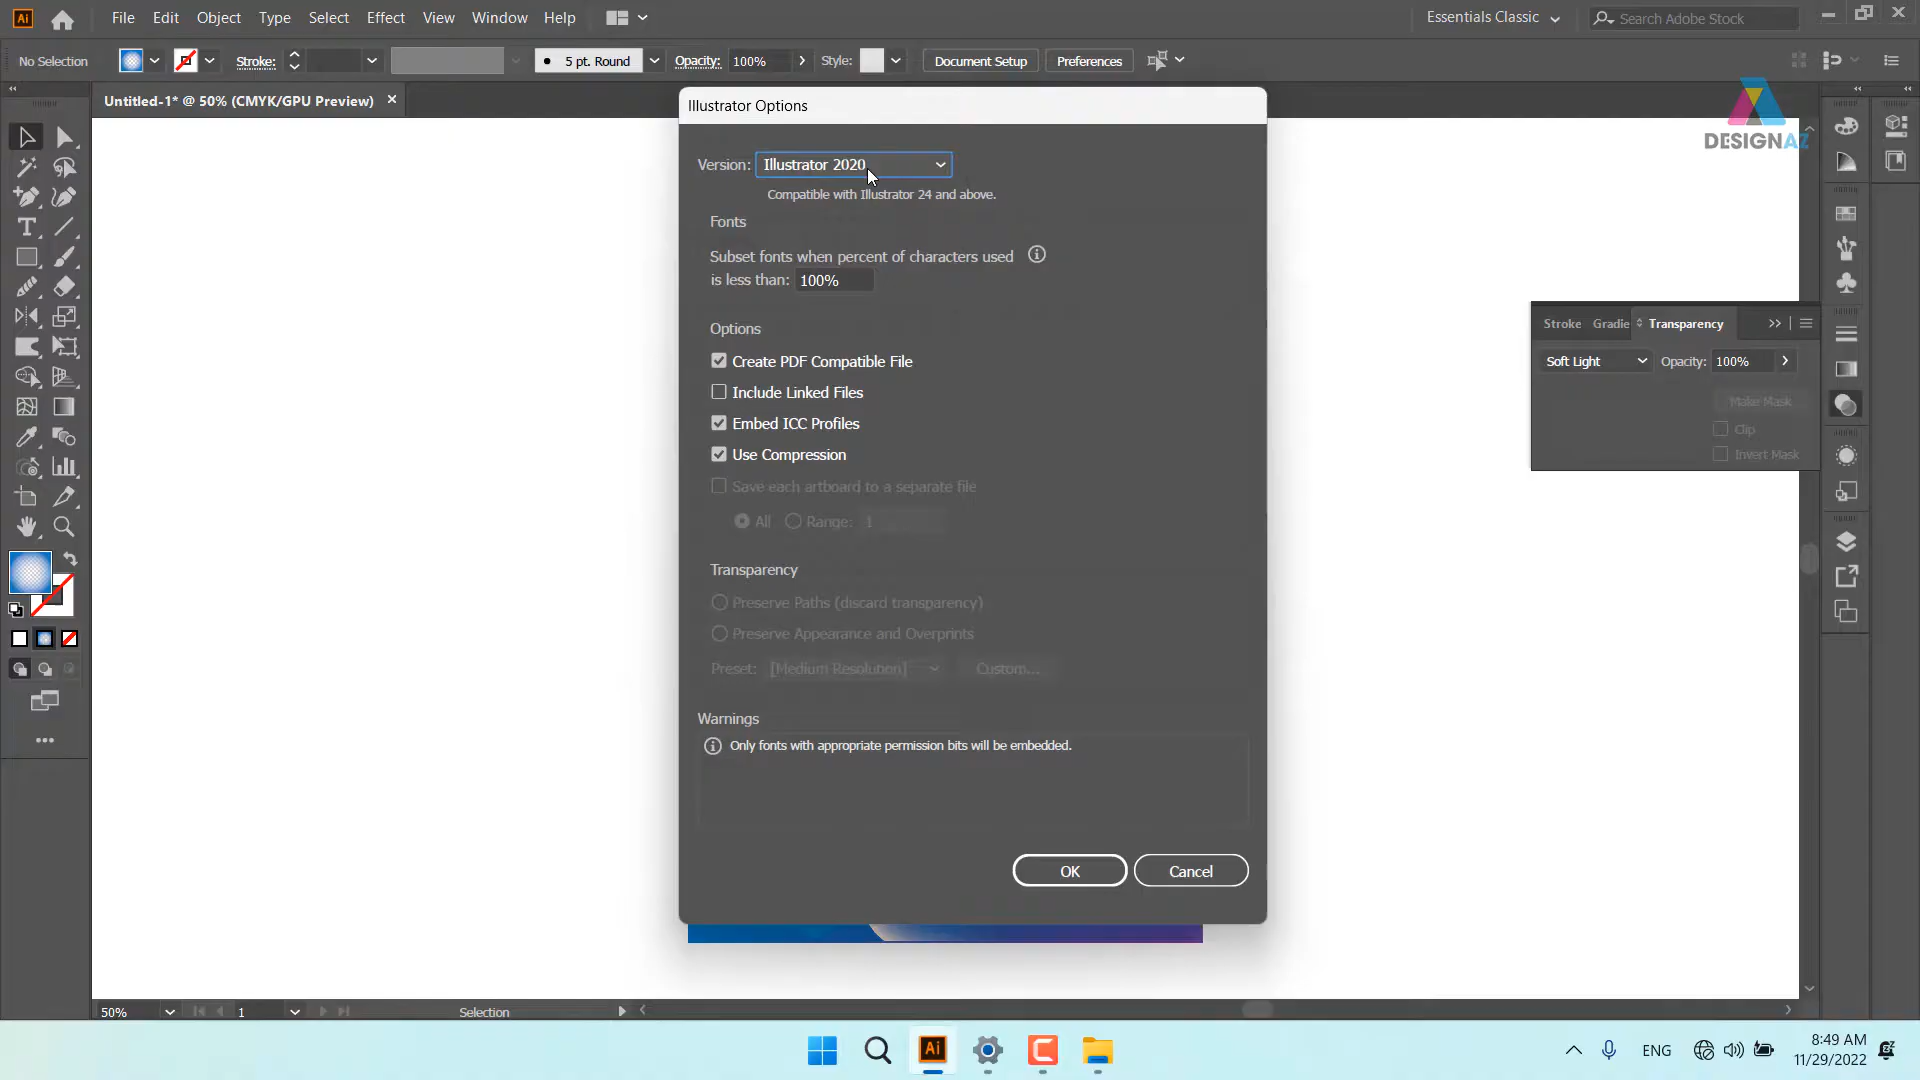 File Edit Object Type Select Effect View Window Help
Essentials Classic
Search Adobe Stock
No Selection
Stroke:
5 pt. Round
Opacity: 100%
Style:
Document Setup
Preferences
Untitled-1* @ 50% (CMYK/GPU Preview)
DESIGNAZ
Illustrator Options
Version: Illustrator 2020
Compatible with Illustrator 24 and above.
Fonts
Subset fonts when percent of characters used
is less than: 100%
Options
Create PDF Compatible File
Include Linked Files
Embed ICC Profiles
Use Compression
Save each artboard to a separate file
All Range: 1
Transparency
Preserve Paths (discard transparency)
Preserve Appearance and Overprints
Preset: [Medium Resolution] Custom...
Warnings
Only fonts with appropriate permission bits will be embedded.
OK Cancel
Stroke Gradie Transparency
Soft Light Opacity: 100%
Make Mask
Clip
Invert Mask
50% 1 Selection
Ai
ENG
8:49 AM
11/29/2022